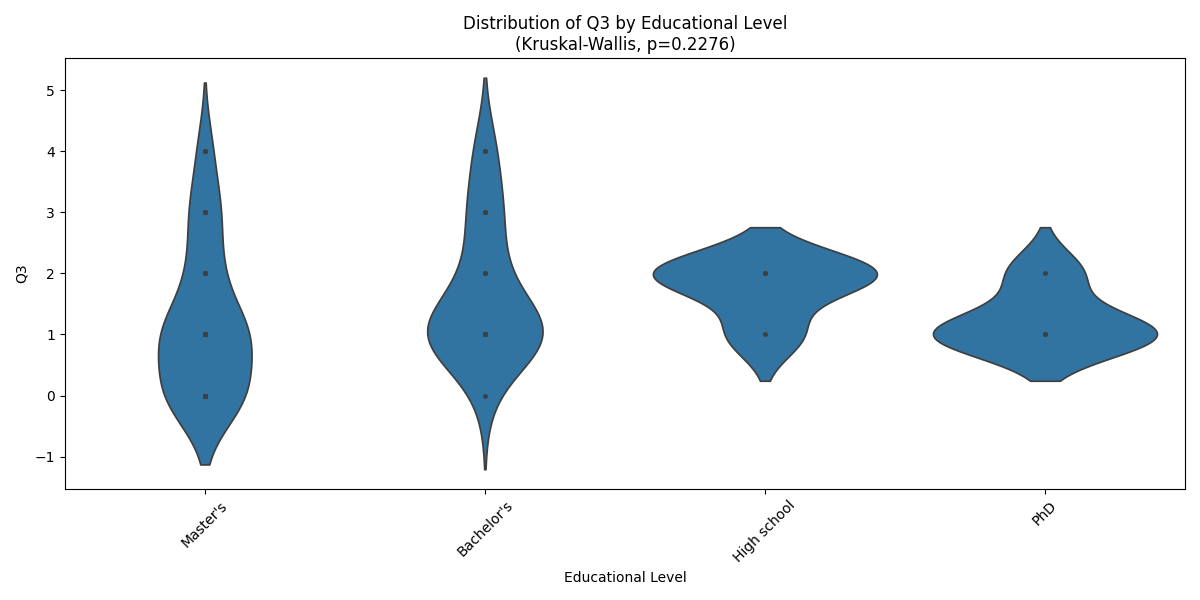 Distribution of Q3 by Educational Level
(Kruskal-Wallis, p=0.2276)
5
4
3
2
1
0
−1
Q3
Master's
Bachelor's
High school
PhD
Educational Level